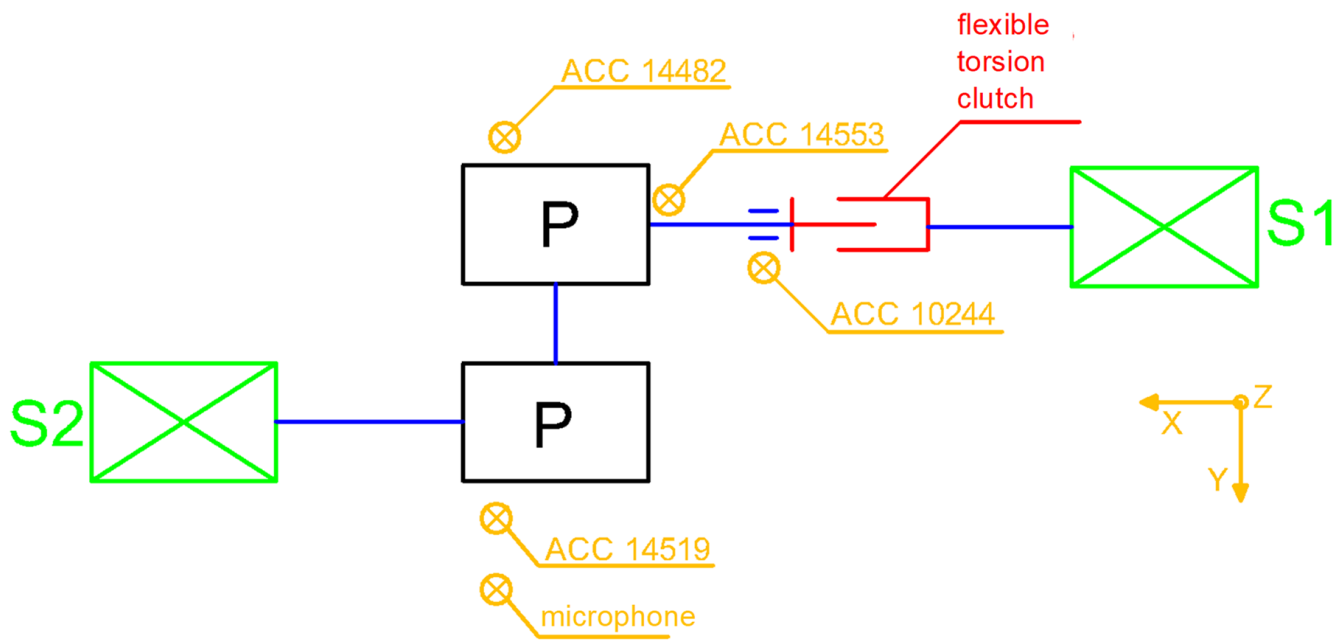 flexible
torsion
clutch
ACC 14482
ACC 14553
P
S1
ACC 10244
P
S2
Z
X
Y
ACC 14519
microphone